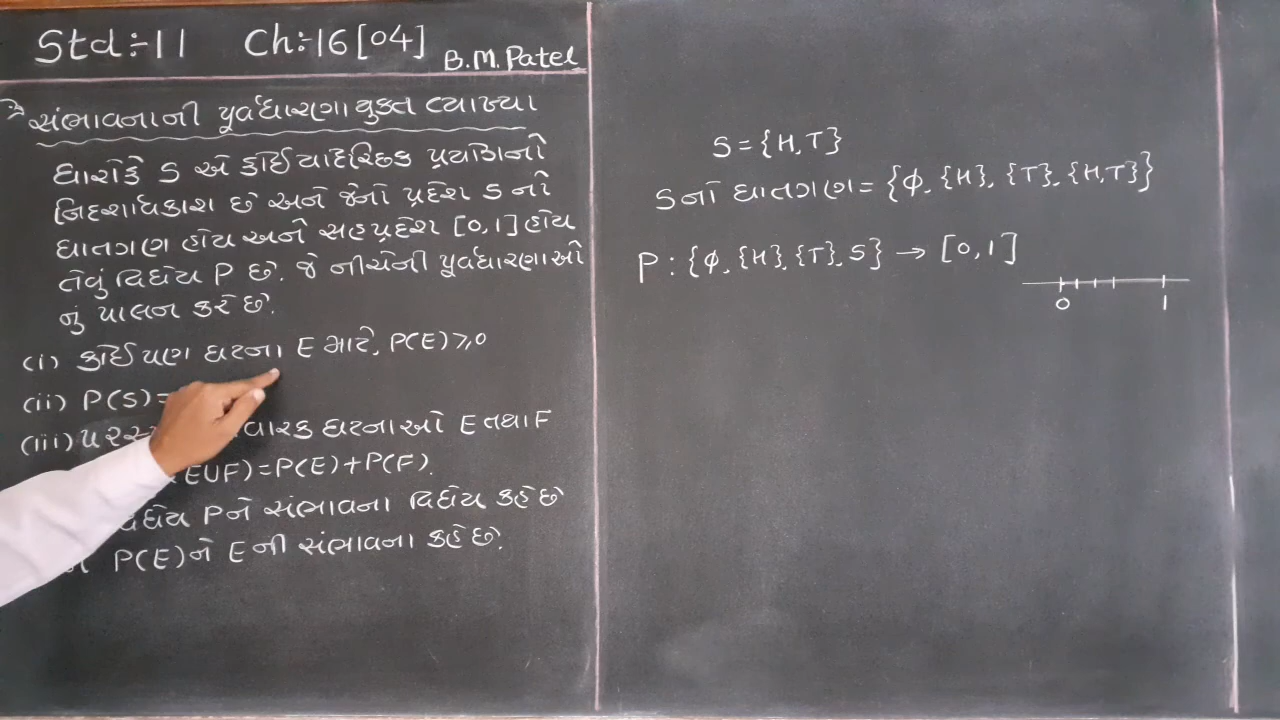 Std:-11 Ch:-16[04] B.M.Patel
સંભાવનાની પૂર્વધારણાયુક્ત વ્યાખ્યા
ધારોકે S એ કોઈ યાદૃચ્છિક પ્રયોગનો
નિદર્શાવકાશ છે અને જેનો પ્રદેશ S નો
ઘાતગણ હોય અને સહપ્રદેશ [0,1] હોય
તેવું વિધેય P છે. જે નીચેની પૂર્વધારણાઓ
નું પાલન કરે છે.
(i) કોઈપણ ઘટના E માટે, P(E)≥0
(ii) P(S)=
(iii) પરસ્ વારક ઘટનાઓ E તથા F
(E∪F)=P(E)+P(F).
વિધેય P ને સંભાવના વિધેય કહે છે
P(E) ને E ની સંભાવના કહે છે.
S={H,T}
S નો ઘાતગણ={ϕ, {H}, {T}, {H,T}}
P : {ϕ, {H}, {T}, S} → [0,1]
0 1